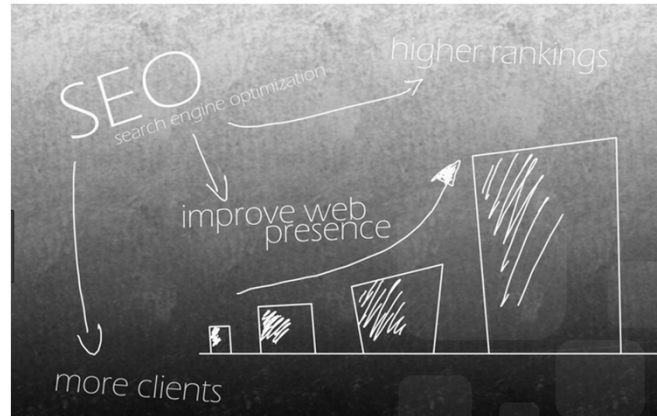 SEO
search engine optimization
higher rankings
improve web
presence
more clients